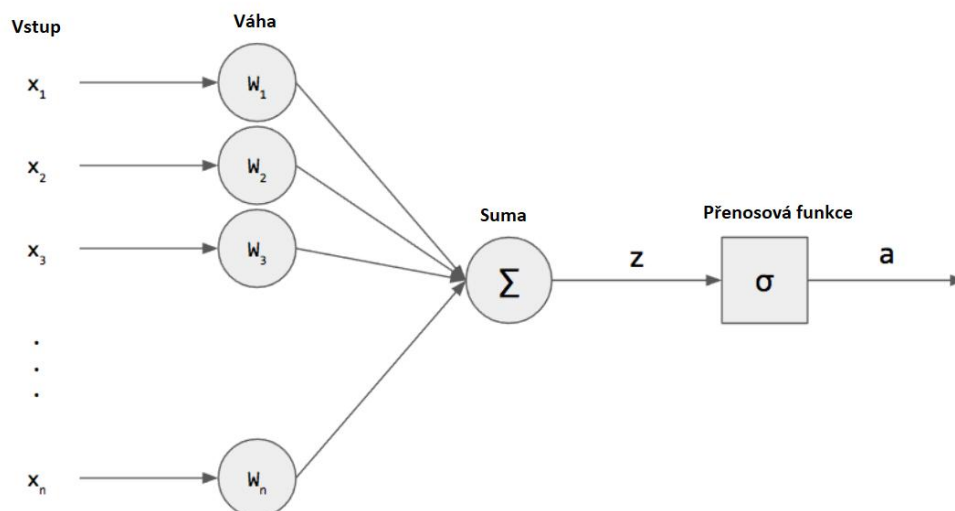 Vstup
Váha
x₁
W₁
x₂
W₂
x₃
W₃
Suma
Přenosová funkce
Σ
z
σ
a
.
.
.
xₙ
Wₙ